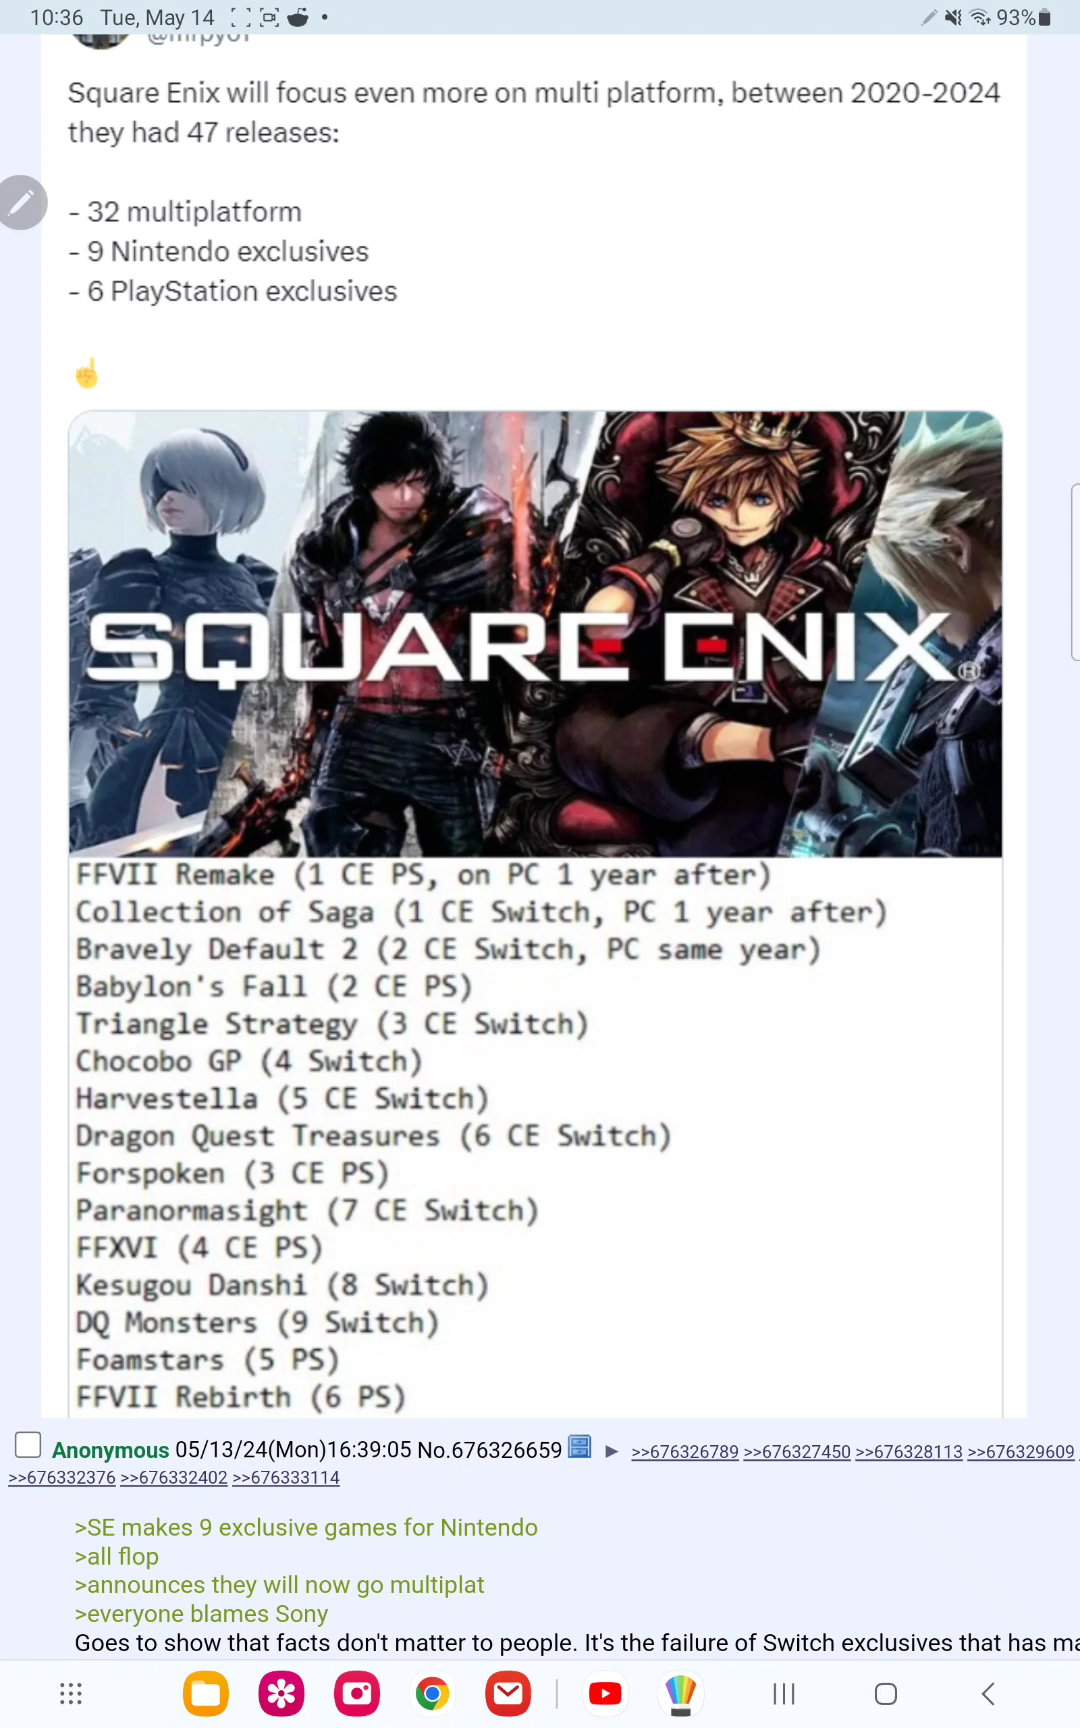 10:36 Tue, May 14
93%
@mrpyo1
Square Enix will focus even more on multi platform, between 2020-2024
they had 47 releases:
- 32 multiplatform
- 9 Nintendo exclusives
- 6 PlayStation exclusives
SQUARE ENIX®
FFVII Remake (1 CE PS, on PC 1 year after)
Collection of Saga (1 CE Switch, PC 1 year after)
Bravely Default 2 (2 CE Switch, PC same year)
Babylon's Fall (2 CE PS)
Triangle Strategy (3 CE Switch)
Chocobo GP (4 Switch)
Harvestella (5 CE Switch)
Dragon Quest Treasures (6 CE Switch)
Forspoken (3 CE PS)
Paranormasight (7 CE Switch)
FFXVI (4 CE PS)
Kesugou Danshi (8 Switch)
DQ Monsters (9 Switch)
Foamstars (5 PS)
FFVII Rebirth (6 PS)
Anonymous 05/13/24(Mon)16:39:05 No.676326659 ▶ >>676326789 >>676327450 >>676328113 >>676329609
>>676332376 >>676332402 >>676333114
>SE makes 9 exclusive games for Nintendo
>all flop
>announces they will now go multiplat
>everyone blames Sony
Goes to show that facts don't matter to people. It's the failure of Switch exclusives that has ma